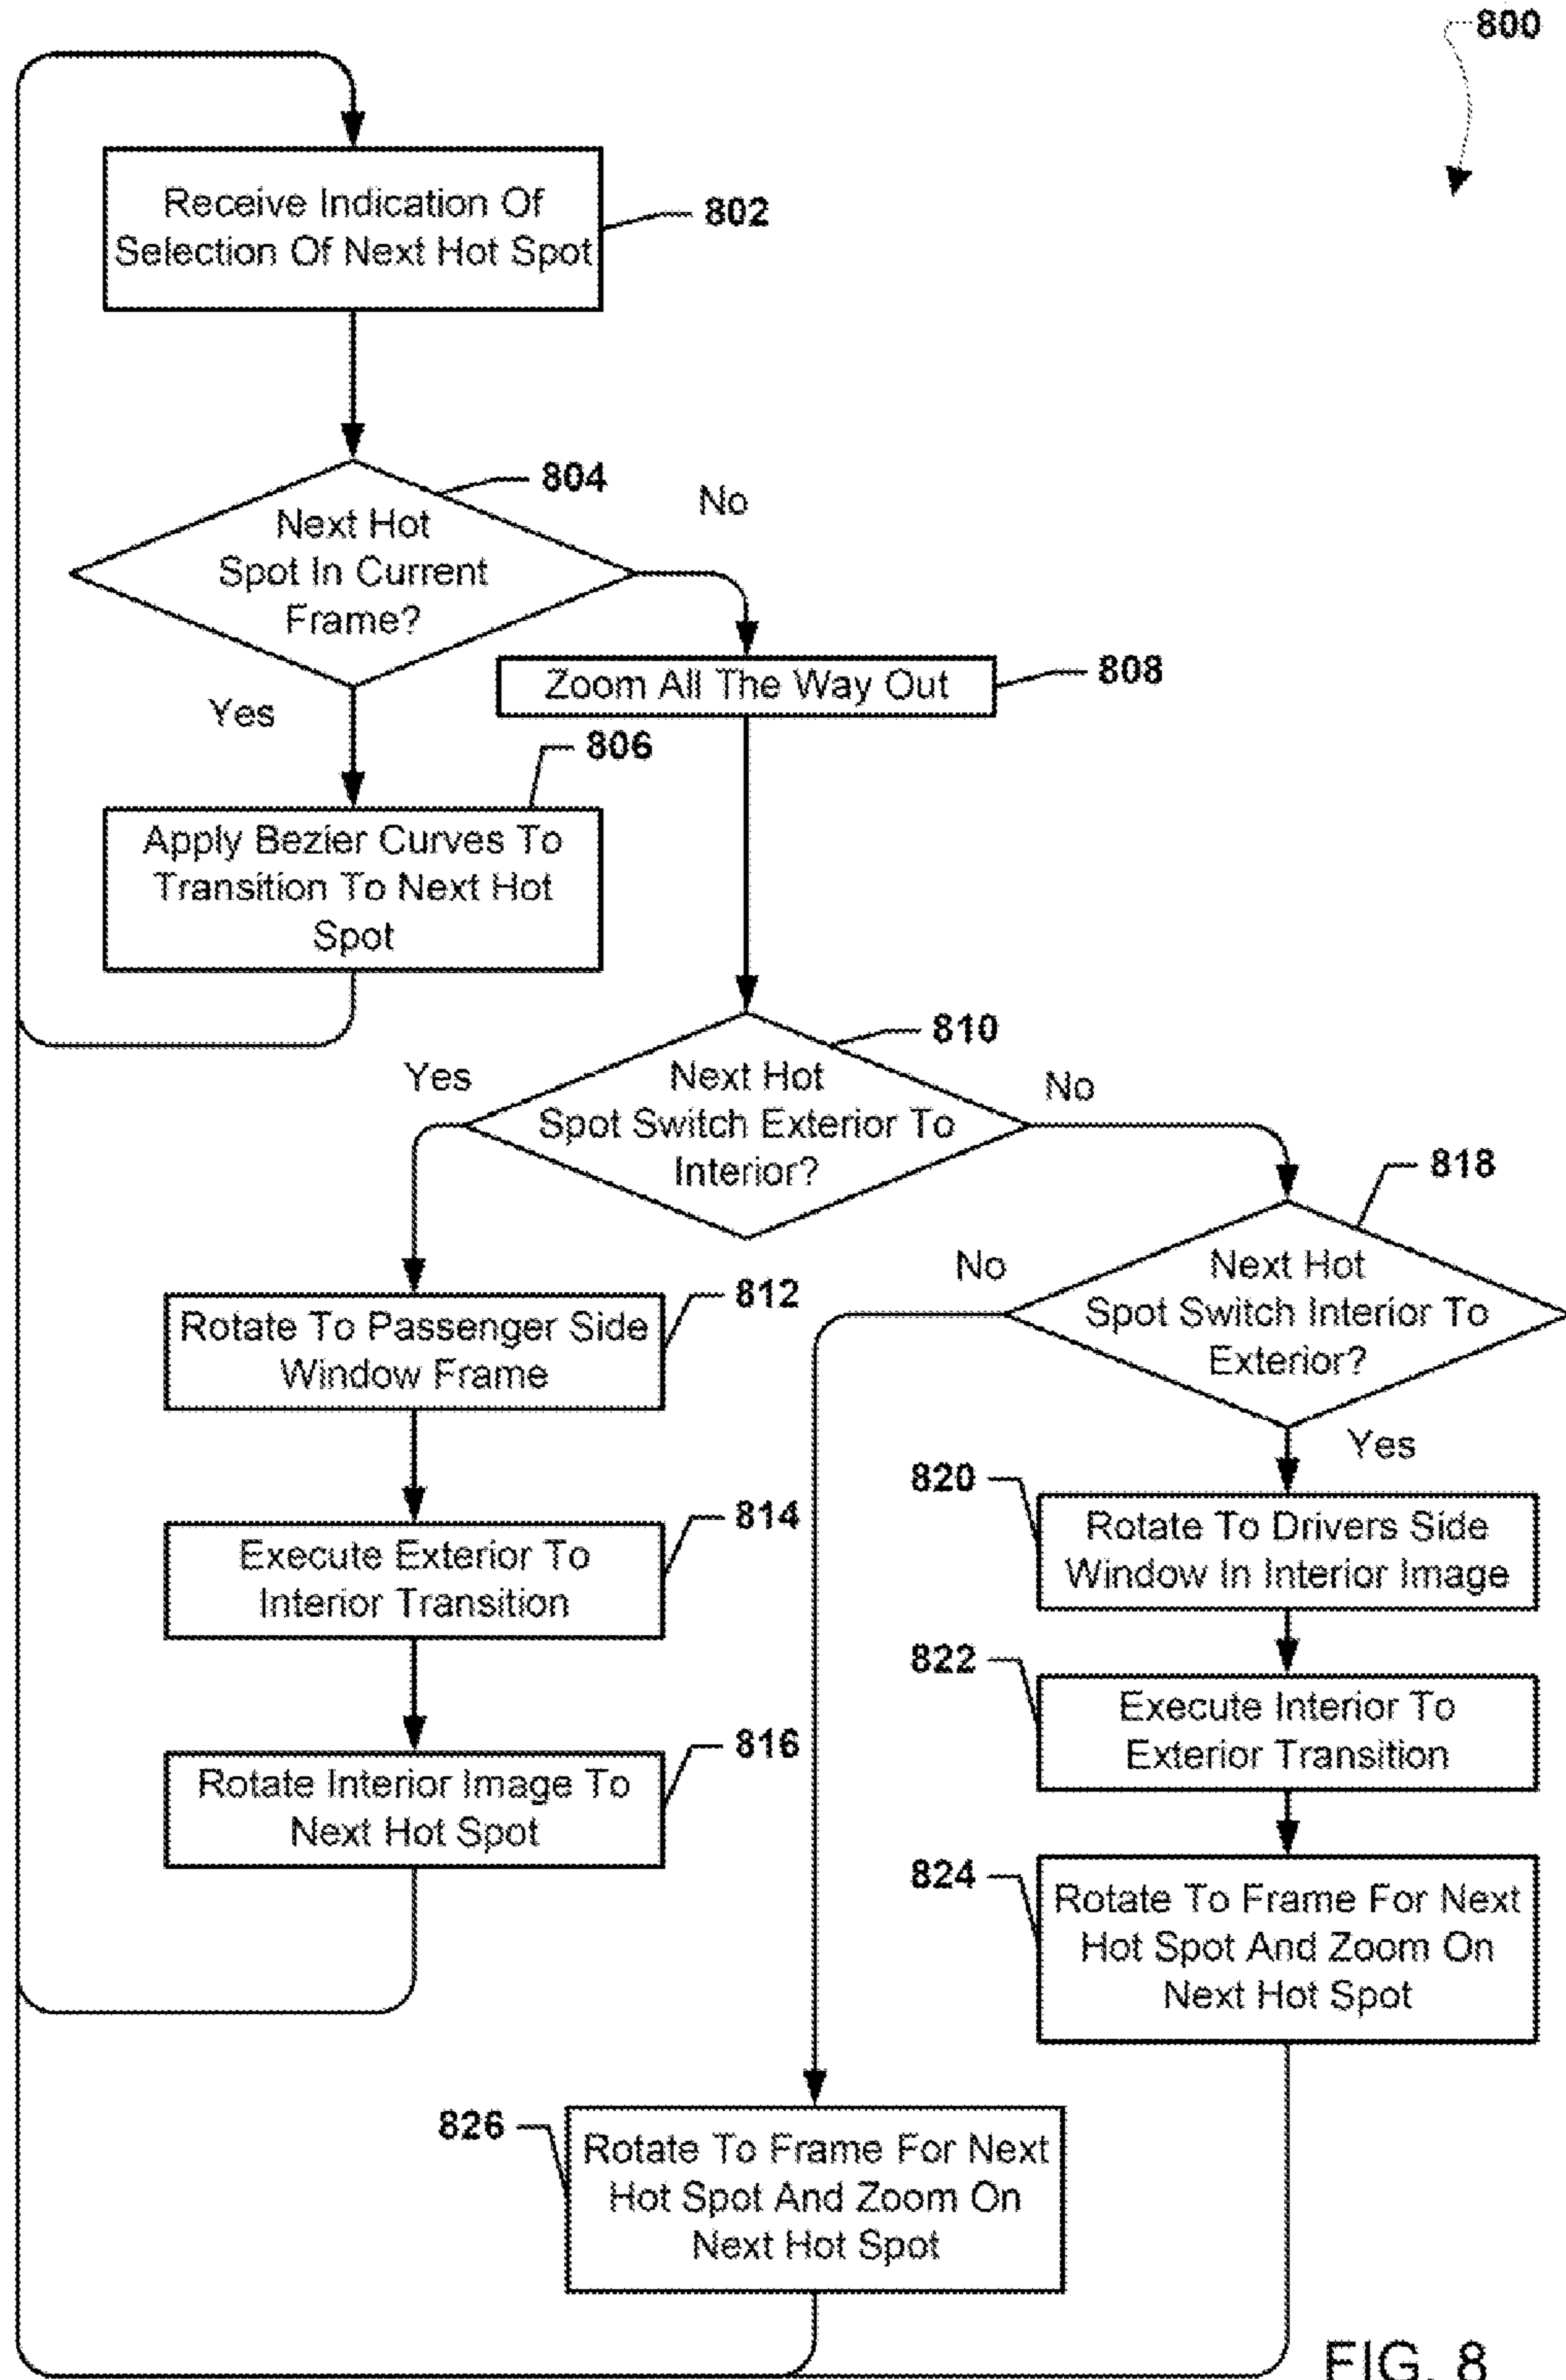 800
Receive Indication Of
Selection Of Next Hot Spot
802
804
No
Next Hot
Spot In Current
Frame?
Yes
Zoom All The Way Out
808
806
Apply Bezier Curves To
Transition To Next Hot
Spot
810
Yes
Next Hot
Spot Switch Exterior To
Interior?
No
818
No
Next Hot
Spot Switch Interior To
Exterior?
Yes
812
Rotate To Passenger Side
Window Frame
820
Rotate To Drivers Side
Window In Interior Image
814
Execute Exterior To
Interior Transition
822
Execute Interior To
Exterior Transition
816
Rotate Interior Image To
Next Hot Spot
824
Rotate To Frame For Next
Hot Spot And Zoom On
Next Hot Spot
826
Rotate To Frame For Next
Hot Spot And Zoom On
Next Hot Spot
FIG. 8